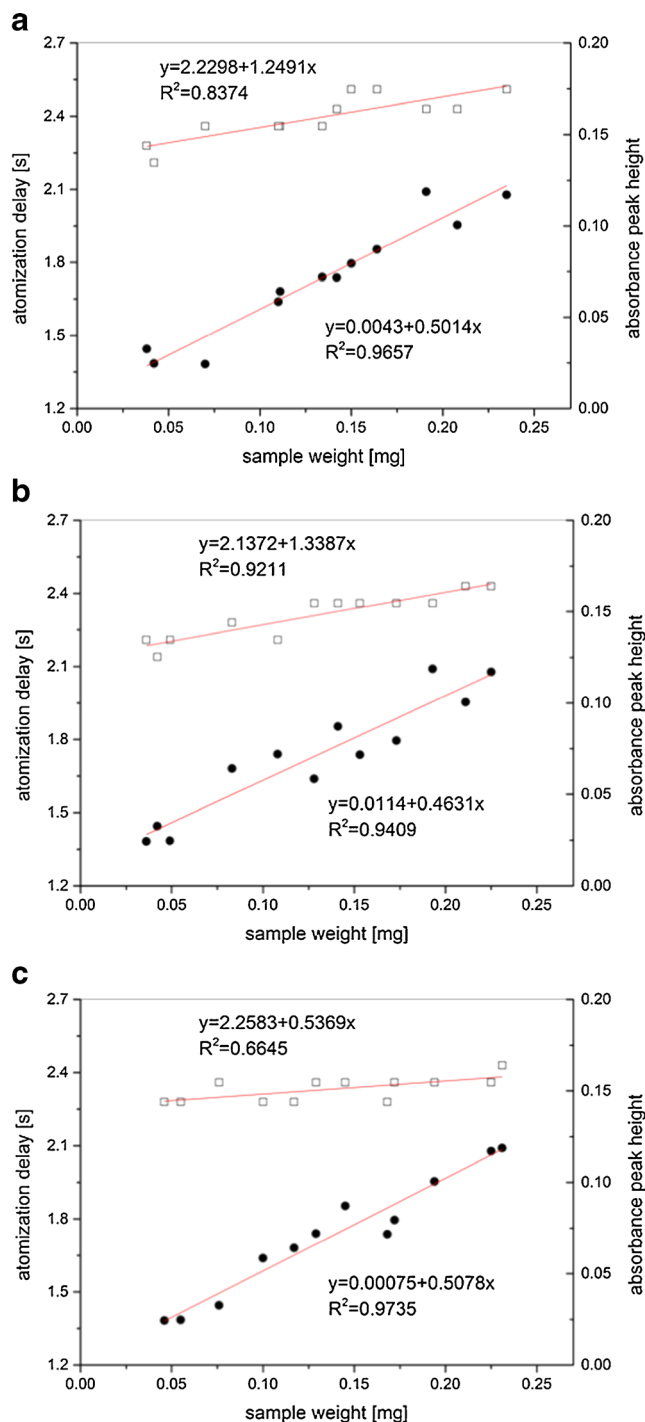 a
2.7
2.4
2.1
1.8
1.5
1.2
atomization delay [s]
y=2.2298+1.2491x
R²=0.8374
y=0.0043+0.5014x
R²=0.9657
0.20
0.15
0.10
0.05
0.00
absorbance peak height
0.00 0.05 0.10 0.15 0.20 0.25
sample weight [mg]
b
2.7
2.4
2.1
1.8
1.5
1.2
atomization delay [s]
y=2.1372+1.3387x
R²=0.9211
y=0.0114+0.4631x
R²=0.9409
0.20
0.15
0.10
0.05
0.00
absorbance peak height
0.00 0.05 0.10 0.15 0.20 0.25
sample weight [mg]
c
2.7
2.4
2.1
1.8
1.5
1.2
atomization delay [s]
y=2.2583+0.5369x
R²=0.6645
y=0.00075+0.5078x
R²=0.9735
0.20
0.15
0.10
0.05
0.00
absorbance peak height
0.00 0.05 0.10 0.15 0.20 0.25
sample weight [mg]